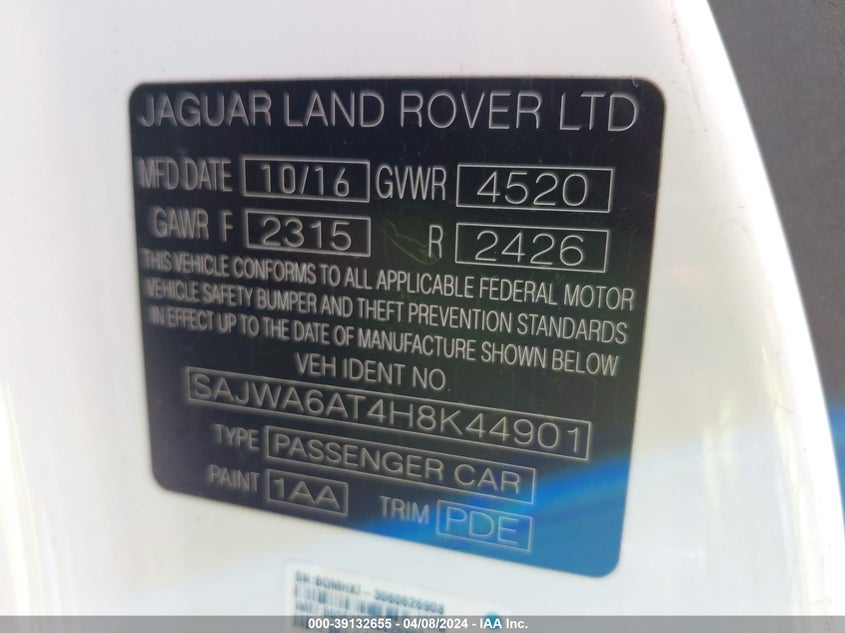 JAGUAR LAND ROVER LTD
MFD DATE 10/16 GVWR 4520
GAWR F 2315 R 2426
THIS VEHICLE CONFORMS TO ALL APPLICABLE FEDERAL MOTOR
VEHICLE SAFETY BUMPER AND THEFT PREVENTION STANDARDS
IN EFFECT UP TO THE DATE OF MANUFACTURE SHOWN BELOW
VEH IDENT NO.
SAJWA6AT4H8K44901
TYPE PASSENGER CAR
PAINT 1AA TRIM PDE
000-39132655 - 04/08/2024 - IAA Inc.